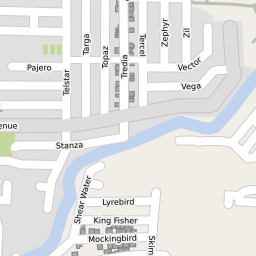 Targa
Topaz
Tredia
Tercel
Zephyr
Zil
Pajero
Telstar
Vector
Vega
enue
Stanza
Shear Water
Lyrebird
King Fisher
Mockingbird
Skim